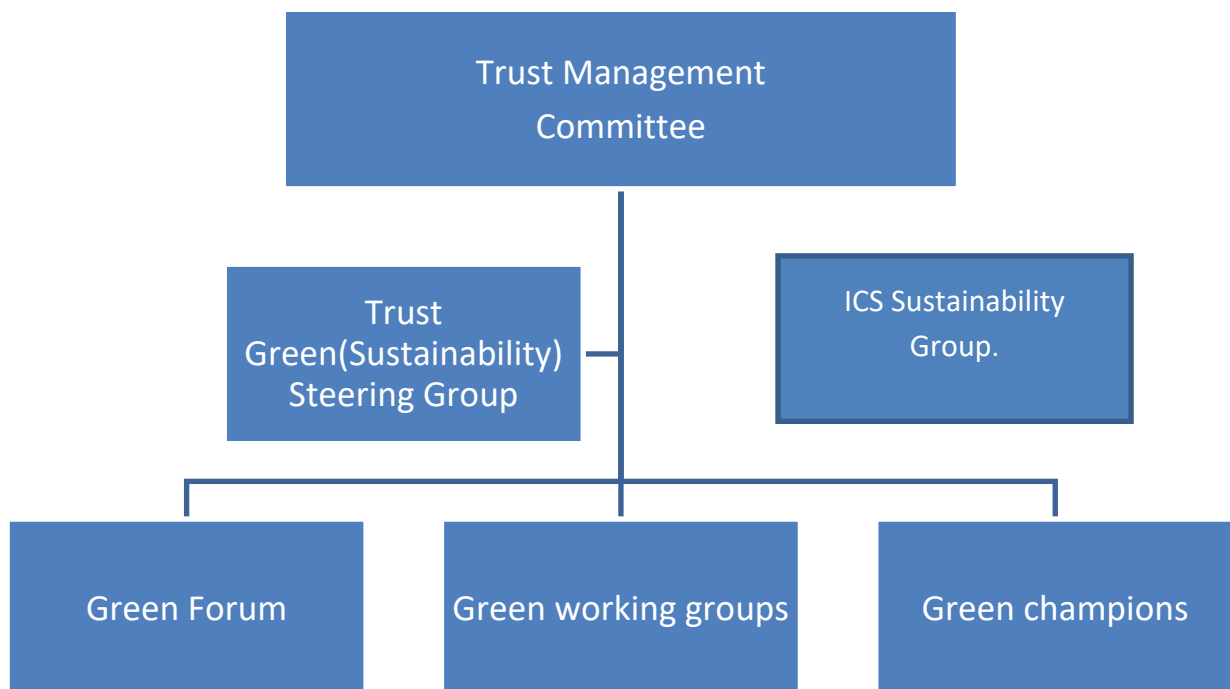 Trust Management
Committee
Trust
Green(Sustainability)
Steering Group
ICS Sustainability
Group.
Green Forum
Green working groups
Green champions